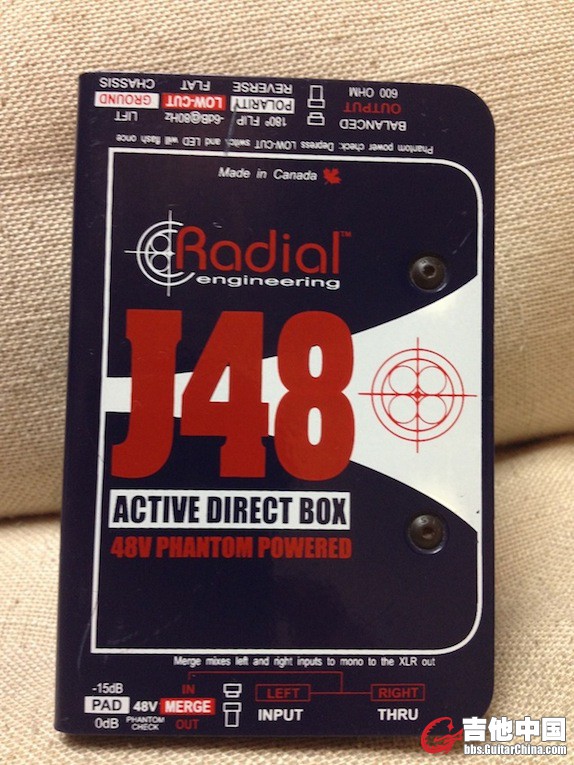 CHASSIS
GROUND
LIFT
FLAT
LOW-CUT
-6dB@80Hz
REVERSE
POLARITY
180° FLIP
600 OHM
OUTPUT
BALANCED
Phantom power check: Depress LOW-CUT switch and LED will flash once
Made in Canada
Radial™
engineering
J48
ACTIVE DIRECT BOX
48V PHANTOM POWERED
Merge mixes left and right inputs to mono to the XLR out
-15dB
PAD
0dB
48V
PHANTOM
CHECK
IN
MERGE
OUT
LEFT
INPUT
RIGHT
THRU
吉他中国
bbs.GuitarChina.com